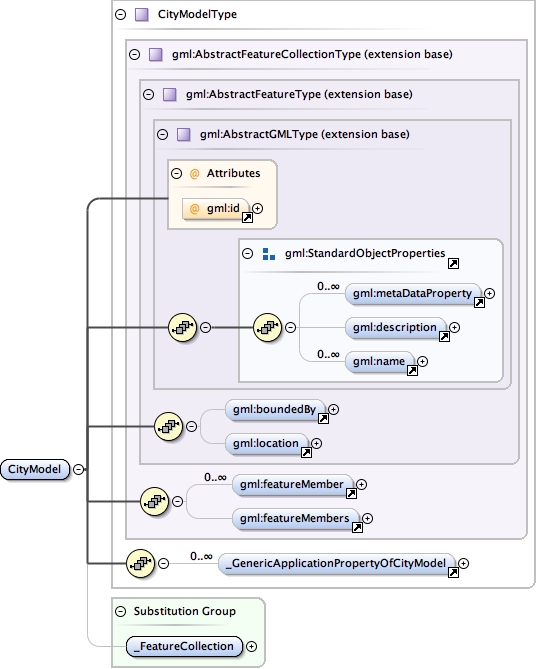 CityModelType
gml:AbstractFeatureCollectionType (extension base)
gml:AbstractFeatureType (extension base)
gml:AbstractGMLType (extension base)
@ Attributes
@ gml:id
gml:StandardObjectProperties
0..∞
gml:metaDataProperty
gml:description
0..∞
gml:name
gml:boundedBy
gml:location
CityModel
0..∞
gml:featureMember
gml:featureMembers
0..∞
_GenericApplicationPropertyOfCityModel
Substitution Group
_FeatureCollection